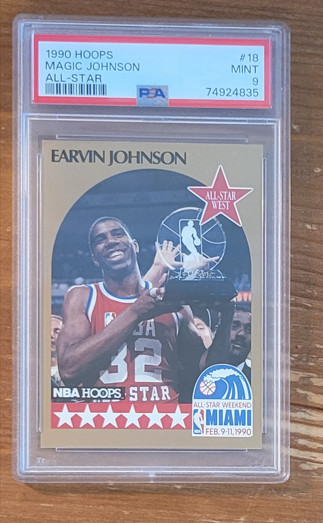 1990 HOOPS
#18
MAGIC JOHNSON
MINT
ALL-STAR
9
PSA
74924835
EARVIN JOHNSON
ALL-STAR
WEST
32
NBA HOOPS
STAR
ALL-STAR WEEKEND
NBA
MIAMI
FEB. 9-11, 1990